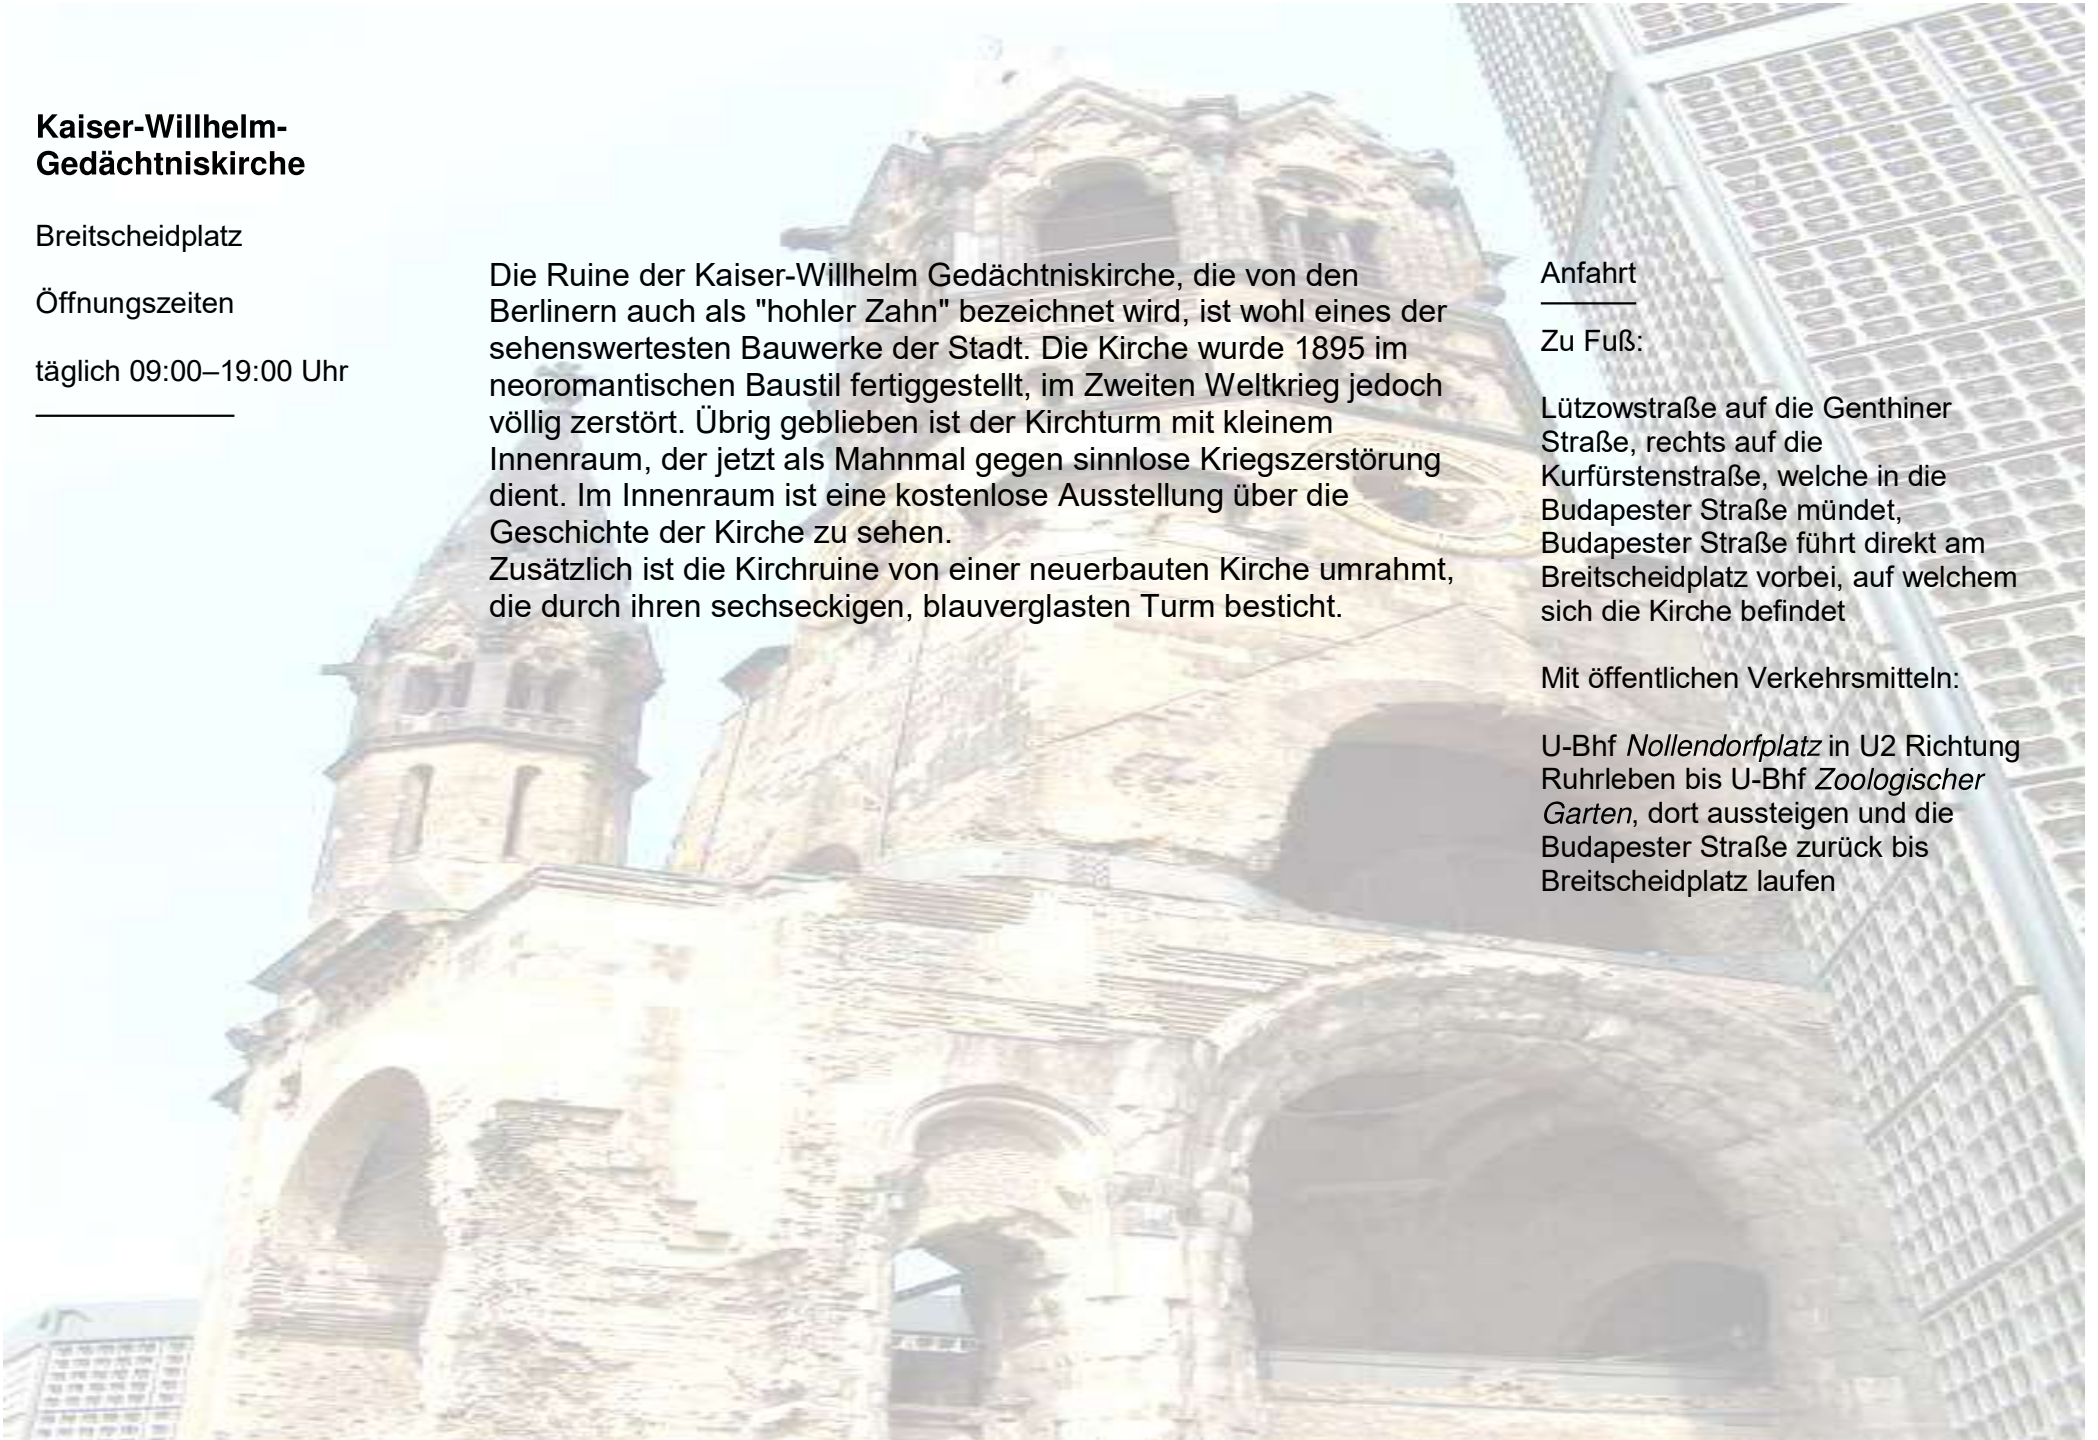 Kaiser-Willhelm-
Gedächtniskirche
Breitscheidplatz
Öffnungszeiten
täglich 09:00–19:00 Uhr
Die Ruine der Kaiser-Willhelm Gedächtniskirche, die von den
Berlinern auch als "hohler Zahn" bezeichnet wird, ist wohl eines der
sehenswertesten Bauwerke der Stadt. Die Kirche wurde 1895 im
neoromantischen Baustil fertiggestellt, im Zweiten Weltkrieg jedoch
völlig zerstört. Übrig geblieben ist der Kirchturm mit kleinem
Innenraum, der jetzt als Mahnmal gegen sinnlose Kriegszerstörung
dient. Im Innenraum ist eine kostenlose Ausstellung über die
Geschichte der Kirche zu sehen.
Zusätzlich ist die Kirchruine von einer neuerbauten Kirche umrahmt,
die durch ihren sechseckigen, blauverglasten Turm besticht.
Anfahrt
Zu Fuß:
Lützowstraße auf die Genthiner
Straße, rechts auf die
Kurfürstenstraße, welche in die
Budapester Straße mündet,
Budapester Straße führt direkt am
Breitscheidplatz vorbei, auf welchem
sich die Kirche befindet
Mit öffentlichen Verkehrsmitteln:
U-Bhf Nollendorfplatz in U2 Richtung
Ruhrleben bis U-Bhf Zoologischer
Garten, dort aussteigen und die
Budapester Straße zurück bis
Breitscheidplatz laufen